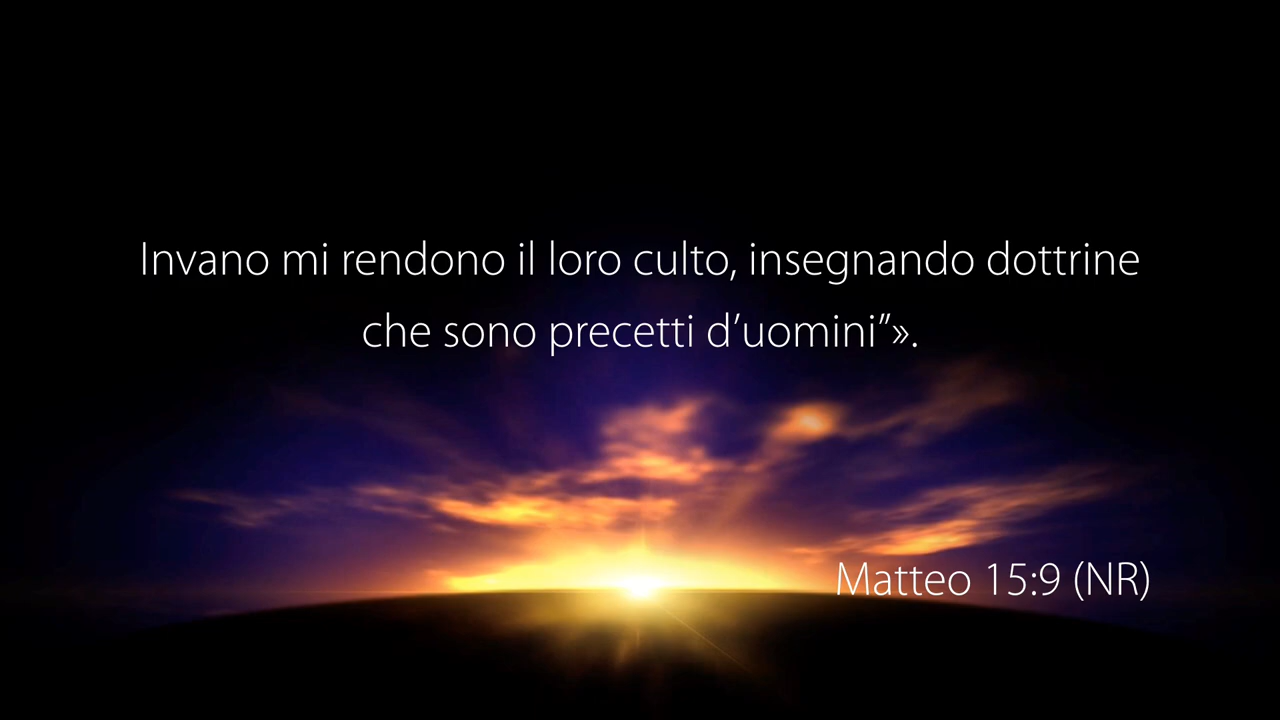 Invano mi rendono il loro culto, insegnando dottrine
che sono precetti d’uomini”».
Matteo 15:9 (NR)